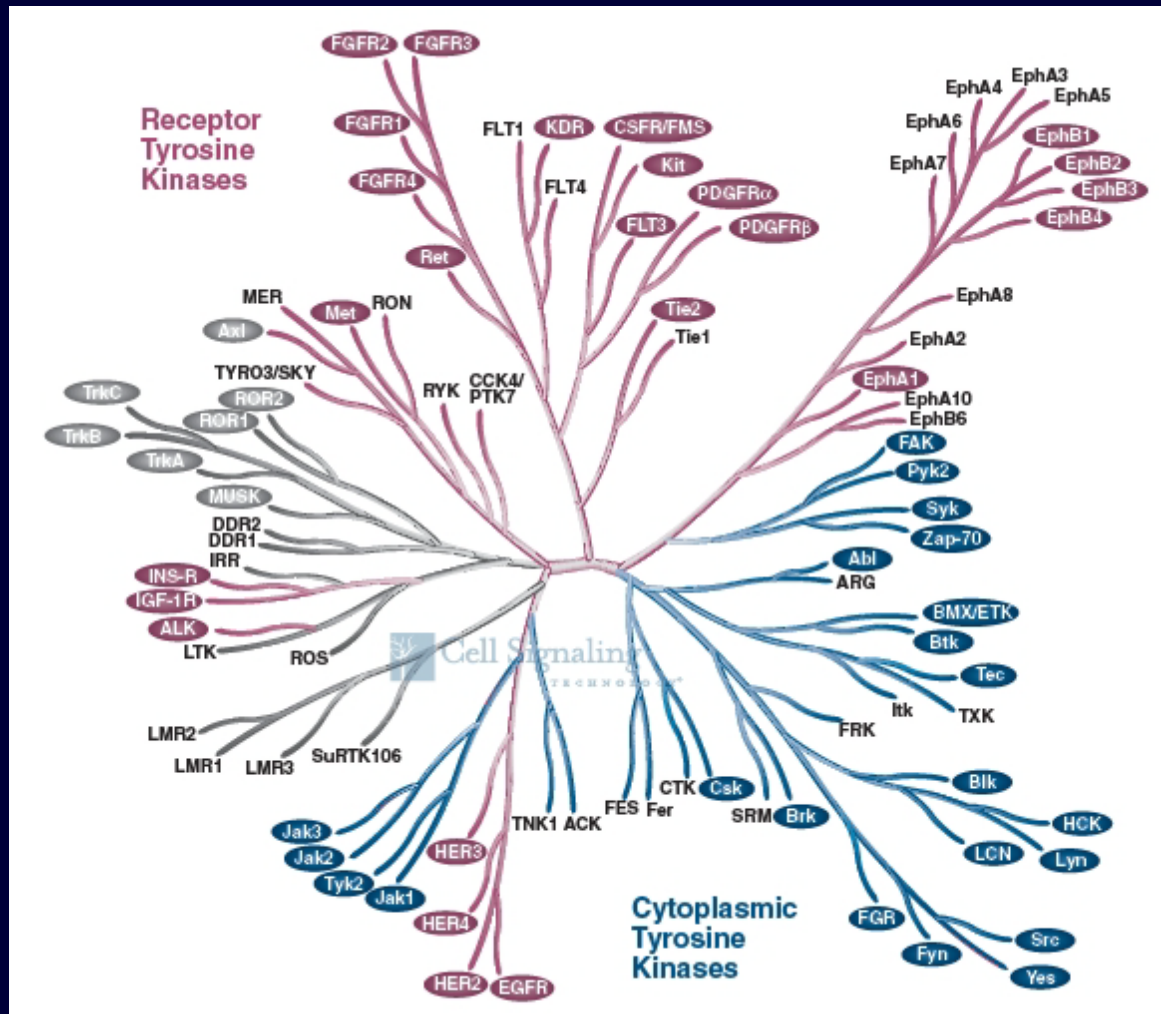 Receptor
Tyrosine
Kinases
FGFR2
FGFR3
FGFR1
FGFR4
Ret
FLT1
KDR
FLT4
CSFR/FMS
Kit
FLT3
PDGFRα
PDGFRβ
Tie2
Tie1
EphA3
EphA4
EphA5
EphA6
EphA7
EphB1
EphB2
EphB3
EphB4
EphA8
EphA2
EphA1
EphA10
EphB6
MER
Met
RON
Axl
TYRO3/SKY
RYK
CCK4/
PTK7
TrkC
ROR2
ROR1
TrkB
TrkA
MUSK
DDR2
DDR1
IRR
INS-R
IGF-1R
ALK
LTK
ROS
LMR2
LMR1
LMR3
SuRTK106
Cell Signaling
TECHNOLOGY®
FAK
Pyk2
Syk
Zap-70
Abl
ARG
BMX/ETK
Btk
Tec
Itk
TXK
FRK
Blk
HCK
LCN
Lyn
FGR
Fyn
Src
Yes
SRM
Brk
CTK
Csk
FES
Fer
TNK1
ACK
Jak3
Jak2
Tyk2
Jak1
HER3
HER4
HER2
EGFR
Cytoplasmic
Tyrosine
Kinases